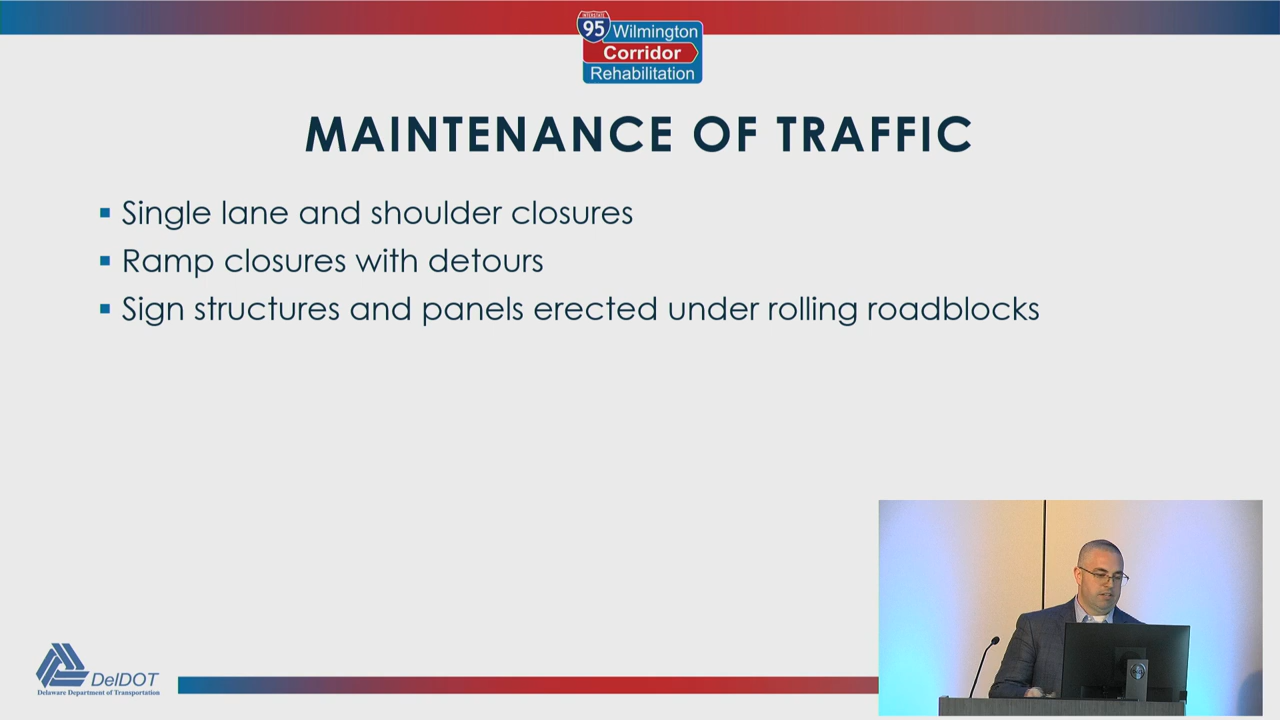 INTERSTATE
95 Wilmington
Corridor
Rehabilitation
MAINTENANCE OF TRAFFIC
Single lane and shoulder closures
Ramp closures with detours
Sign structures and panels erected under rolling roadblocks
DelDOT
Delaware Department of Transportation